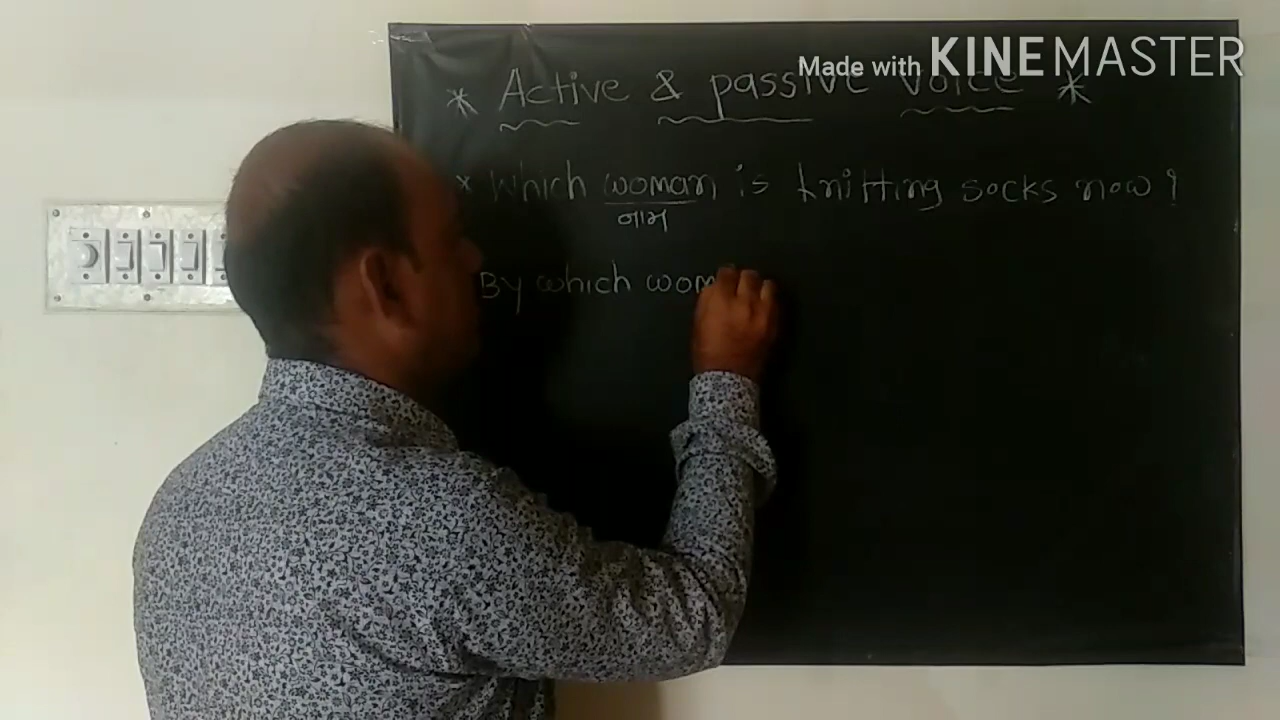 Made with KINEMASTER
* Active & passive voice *
* Which woman is knitting socks now?
નામ
By which wom